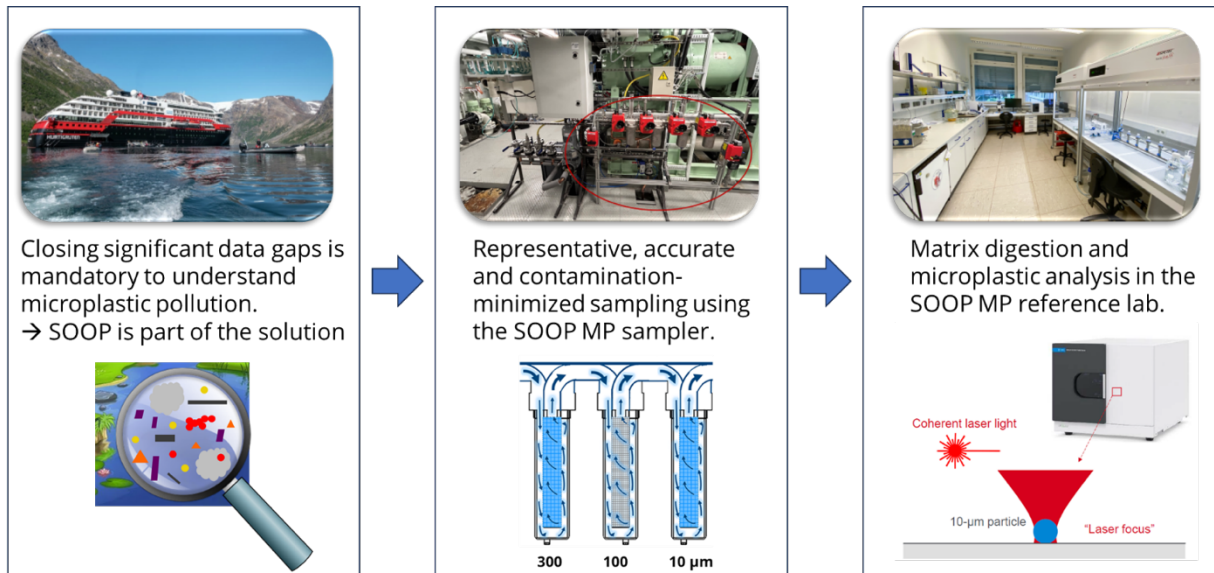 HURTIGRUTEN
Closing significant data gaps is
mandatory to understand
microplastic pollution.
→ SOOP is part of the solution
Representative, accurate
and contamination-
minimized sampling using
the SOOP MP sampler.
300 100 10 µm
Matrix digestion and
microplastic analysis in the
SOOP MP reference lab.
Coherent laser light
10-µm particle
"Laser focus"